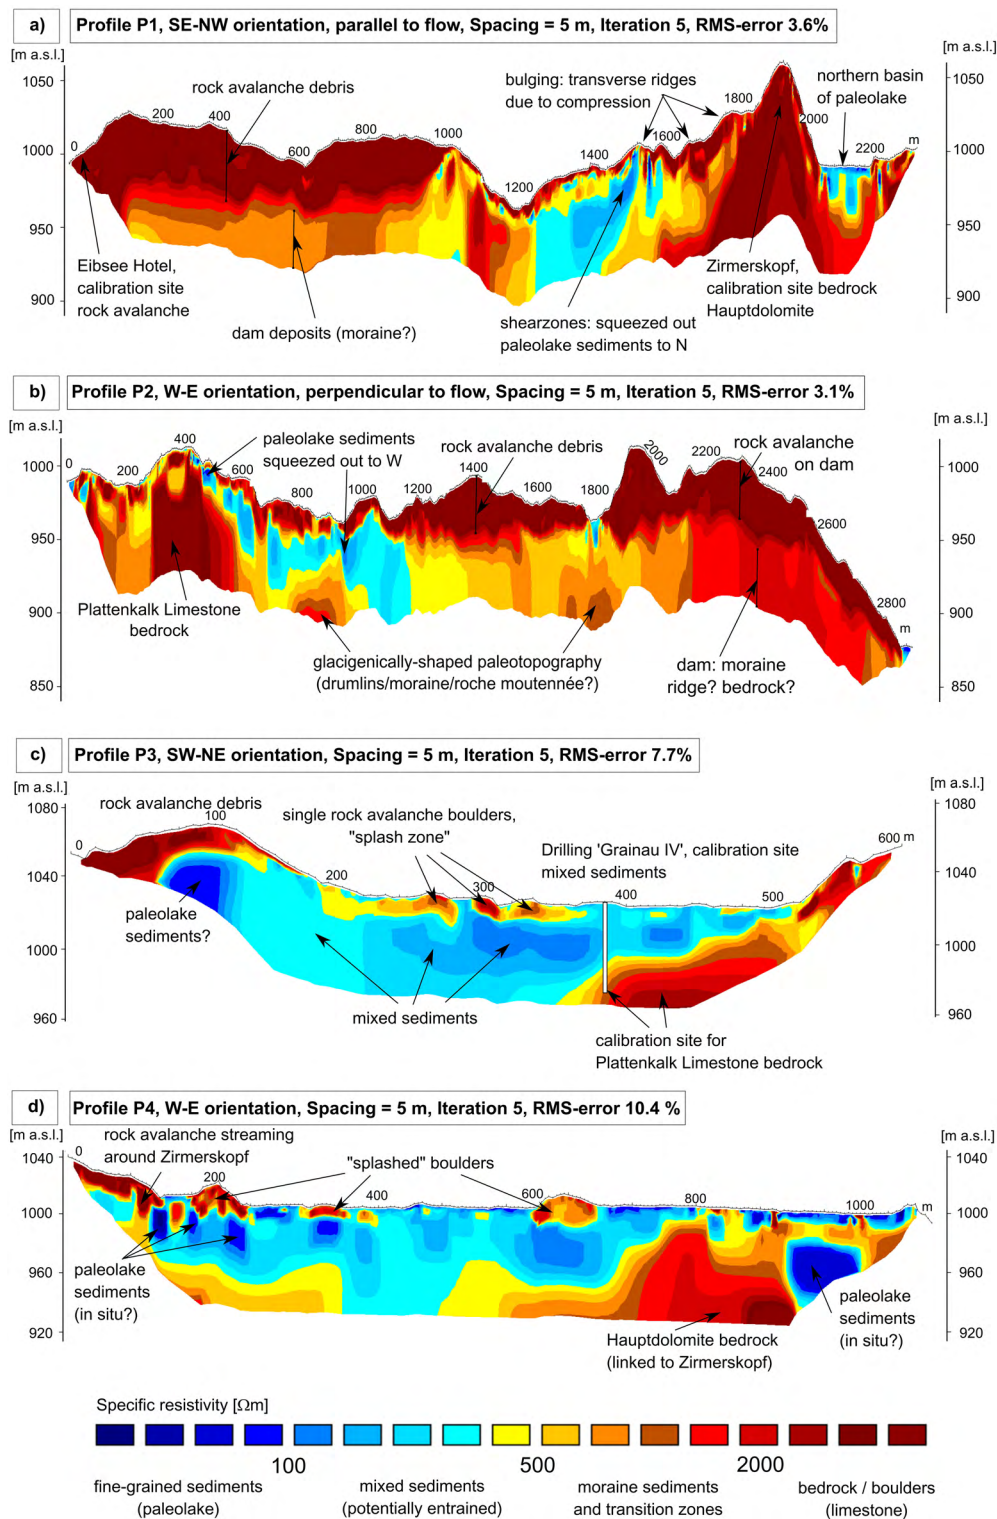 a)
Profile P1, SE-NW orientation, parallel to flow, Spacing = 5 m, Iteration 5, RMS-error 3.6%
[m a.s.l.]
[m a.s.l.]
1050
1000
950
900
1050
1000
950
900
0
200
400
600
800
1000
1200
1400
1600
1800
2000
2200
m
rock avalanche debris
bulging: transverse ridges
due to compression
northern basin
of paleolake
Eibsee Hotel,
calibration site
rock avalanche
dam deposits (moraine?)
shearzones: squeezed out
paleolake sediments to N
Zirmerskopf,
calibration site bedrock
Hauptdolomite
b)
Profile P2, W-E orientation, perpendicular to flow, Spacing = 5 m, Iteration 5, RMS-error 3.1%
[m a.s.l.]
[m a.s.l.]
1000
950
900
850
1000
950
900
850
0
200
400
600
800
1000
1200
1400
1600
1800
2000
2200
2400
2600
2800
m
paleolake sediments
squeezed out to W
rock avalanche debris
rock avalanche
on dam
Plattenkalk Limestone
bedrock
glacigenically-shaped paleotopography
(drumlins/moraine/roche moutennée?)
dam: moraine
ridge? bedrock?
c)
Profile P3, SW-NE orientation, Spacing = 5 m, Iteration 5, RMS-error 7.7%
[m a.s.l.]
[m a.s.l.]
1080
1040
1000
960
1080
1040
1000
960
0
100
200
300
400
500
600 m
rock avalanche debris
single rock avalanche boulders,
"splash zone"
Drilling 'Grainau IV', calibration site
mixed sediments
paleolake
sediments?
mixed sediments
calibration site for
Plattenkalk Limestone bedrock
d)
Profile P4, W-E orientation, Spacing = 5 m, Iteration 5, RMS-error 10.4 %
[m a.s.l.]
[m a.s.l.]
1040
1000
960
920
1040
1000
960
920
0
200
400
600
800
1000
m
rock avalanche streaming
around Zirmerskopf
"splashed" boulders
paleolake
sediments
(in situ?)
Hauptdolomite bedrock
(linked to Zirmerskopf)
paleolake
sediments
(in situ?)
Specific resistivity [Ωm]
100
500
2000
fine-grained sediments
(paleolake)
mixed sediments
(potentially entrained)
moraine sediments
and transition zones
bedrock / boulders
(limestone)